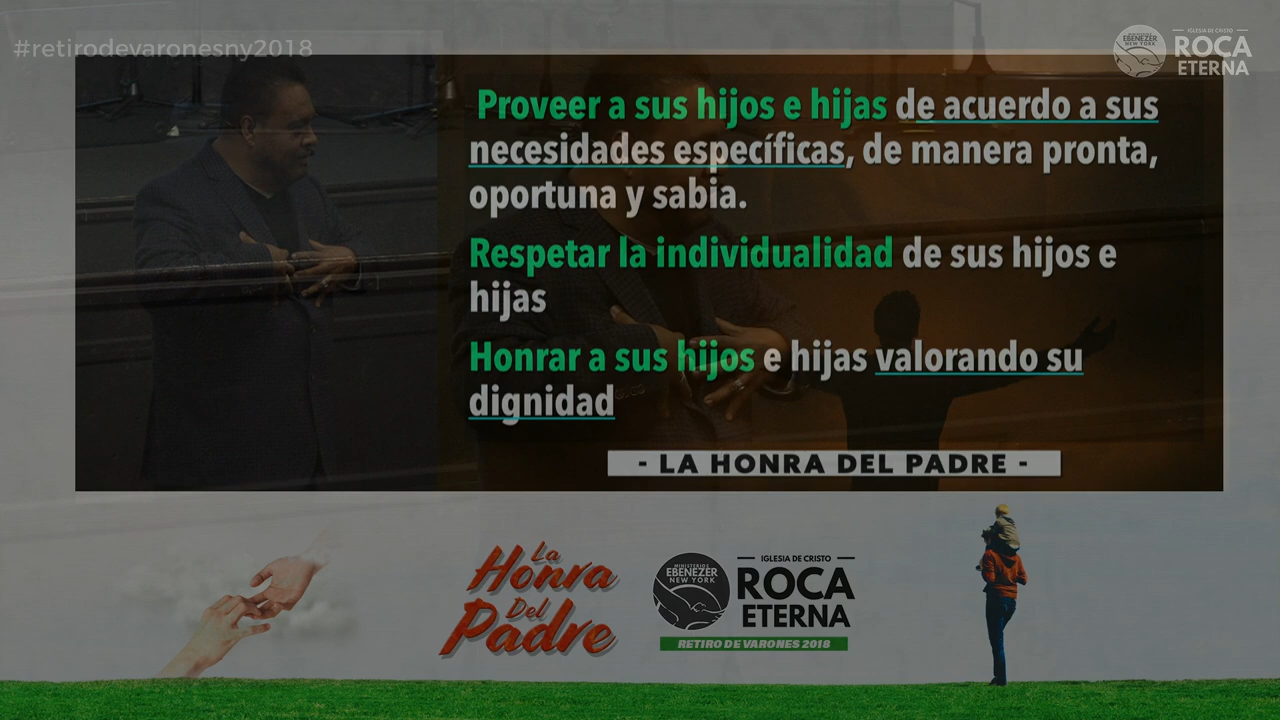 #retirodevaronesny2018
IGLESIA DE CRISTO
MINISTERIOS
EBENEZER
NEW YORK
ROCA
ETERNA
Proveer a sus hijos e hijas de acuerdo a sus
necesidades específicas, de manera pronta,
oportuna y sabia.
Respetar la individualidad de sus hijos e
hijas
Honrar a sus hijos e hijas valorando su
dignidad
- LA HONRA DEL PADRE -
La
Honra
Del
Padre
MINISTERIOS
EBENEZER
NEW YORK
IGLESIA DE CRISTO
ROCA
ETERNA
RETIRO DE VARONES 2018